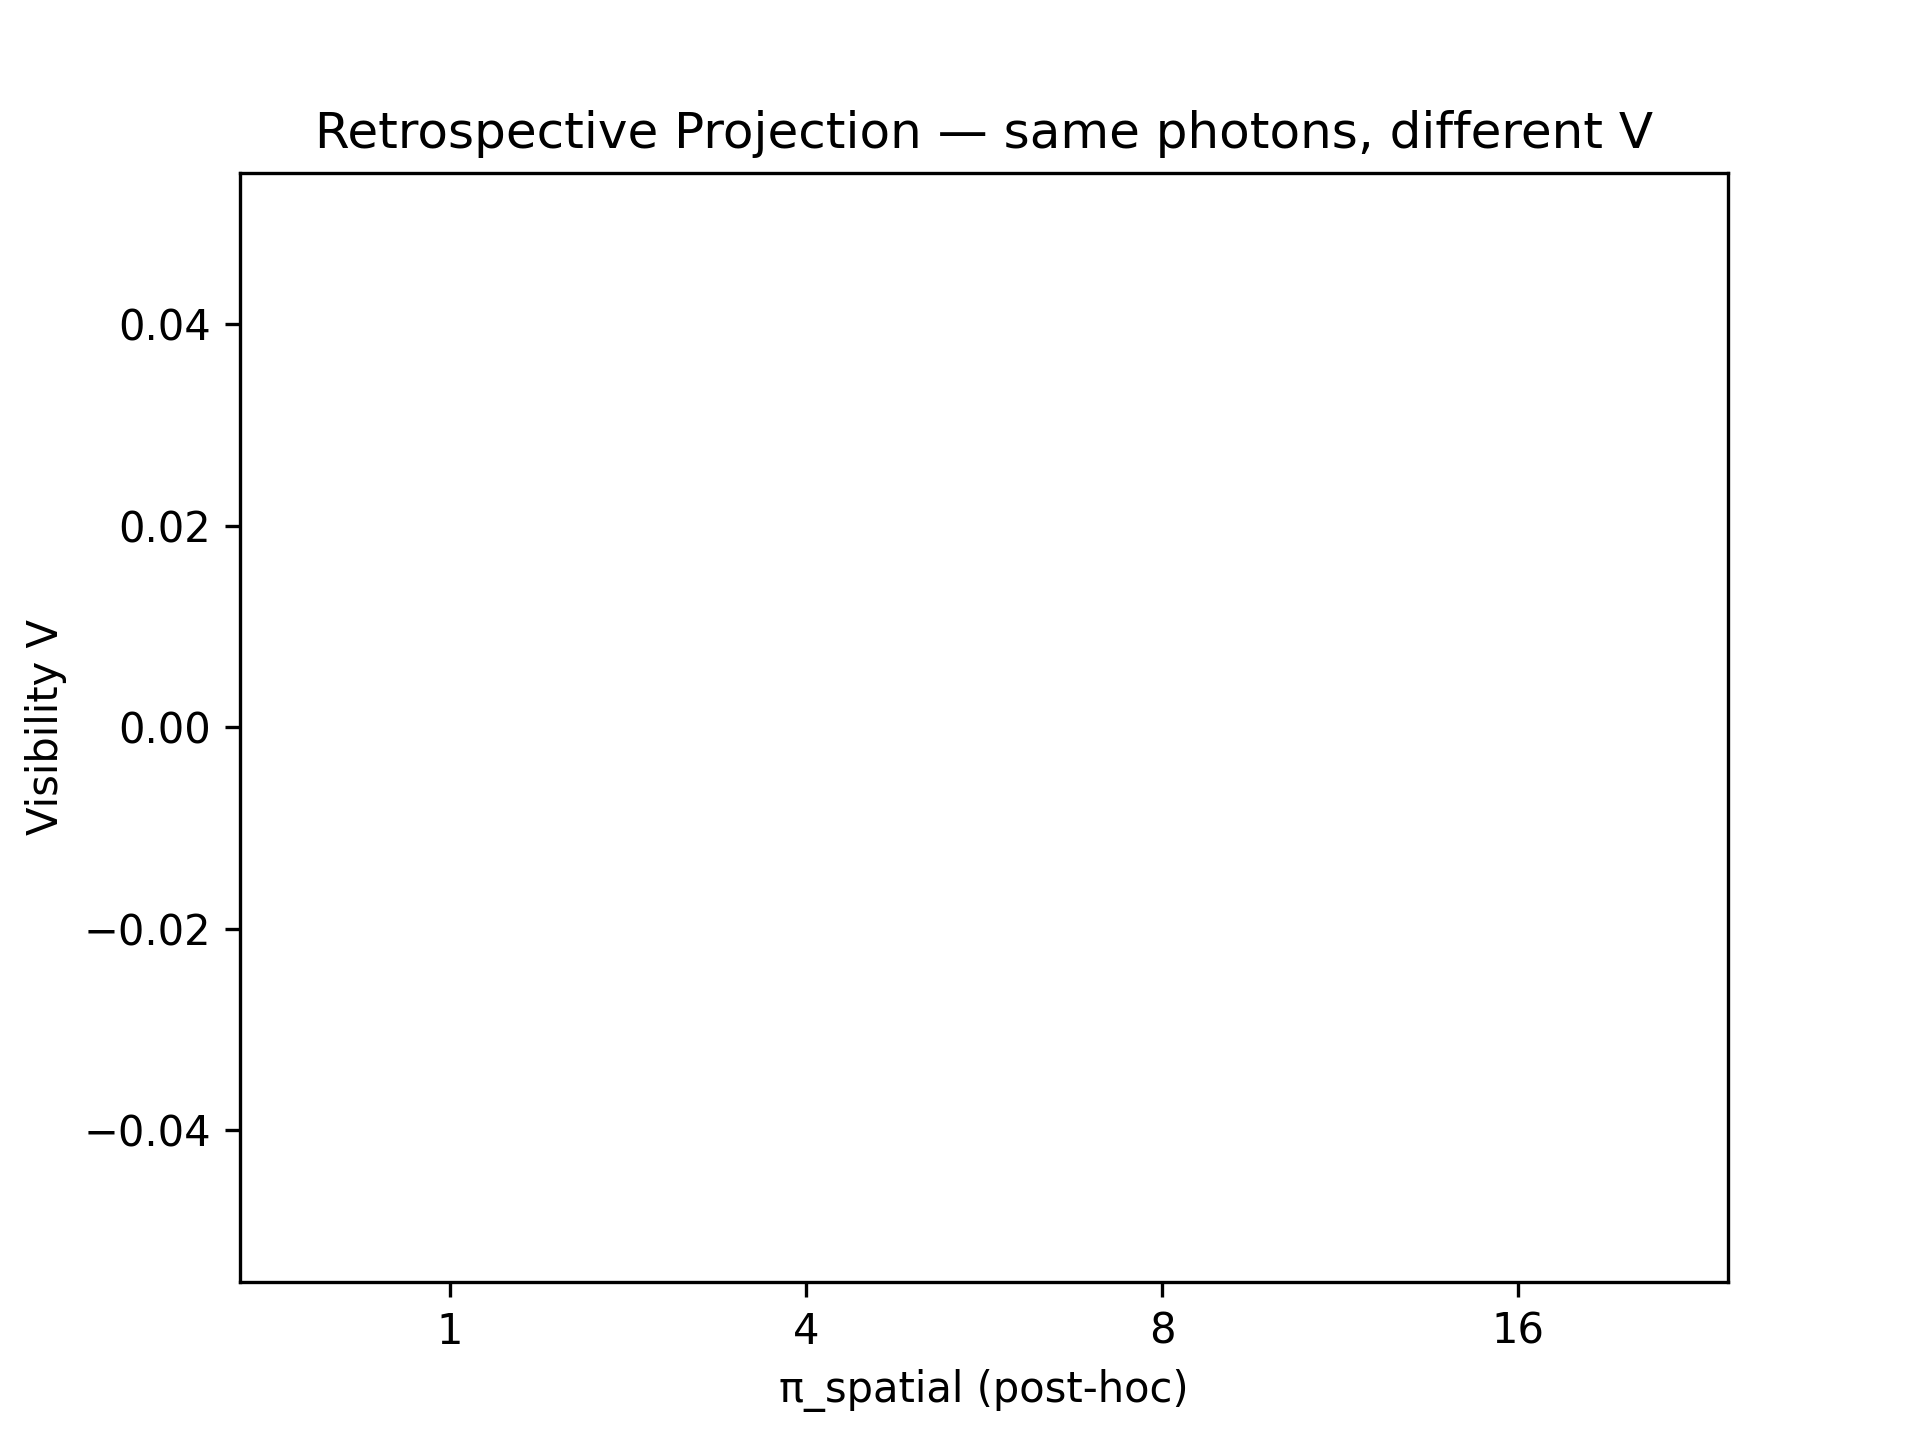 Retrospective Projection — same photons, different V
0.04
0.02
0.00
−0.02
−0.04
Visibility V
1 4 8 16
π_spatial (post-hoc)